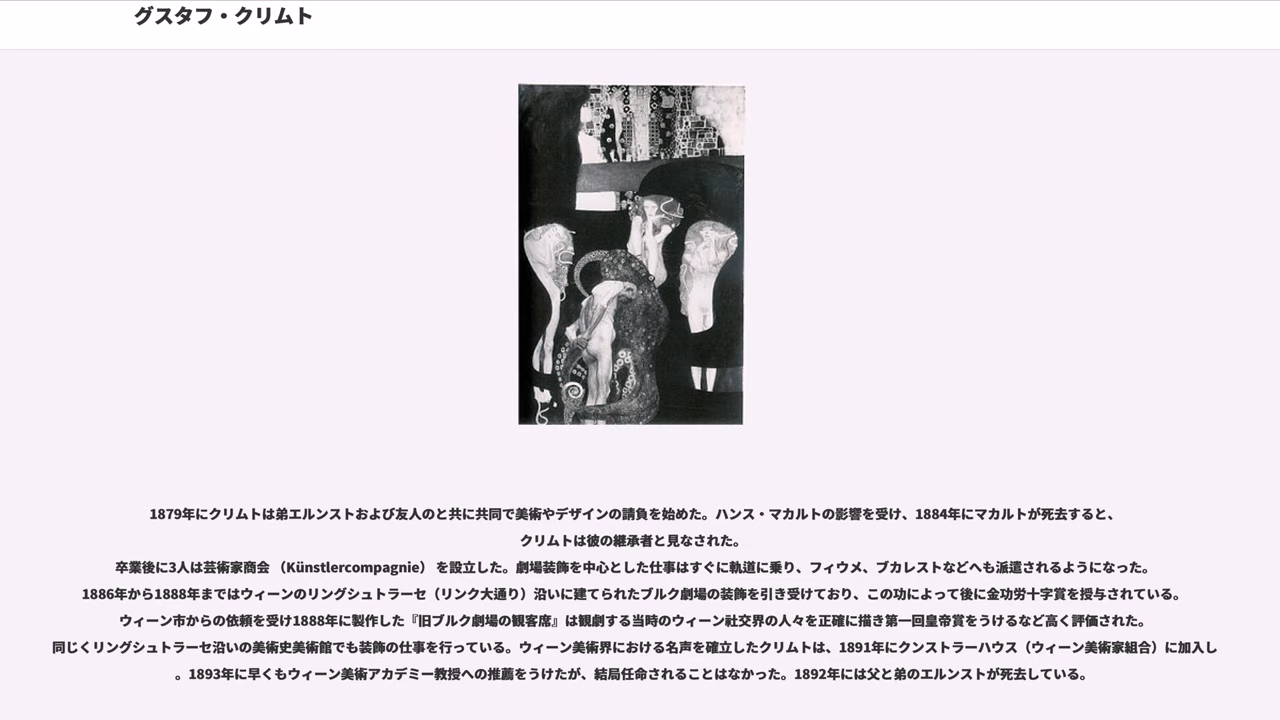 グスタフ・クリムト
1879年にクリムトは弟エルンストおよび友人のと共に共同で美術やデザインの請負を始めた。ハンス・マカルトの影響を受け、1884年にマカルトが死去すると、
クリムトは彼の継承者と見なされた。
卒業後に3人は芸術家商会 （Künstlercompagnie） を設立した。劇場装飾を中心とした仕事はすぐに軌道に乗り、フィウメ、ブカレストなどへも派遣されるようになった。
1886年から1888年まではウィーンのリングシュトラーセ（リンク大通り）沿いに建てられたブルク劇場の装飾を引き受けており、この功によって後に金功労十字賞を授与されている。
ウィーン市からの依頼を受け1888年に製作した『旧ブルク劇場の観客席』は観劇する当時のウィーン社交界の人々を正確に描き第一回皇帝賞をうけるなど高く評価された。
同じくリングシュトラーセ沿いの美術史美術館でも装飾の仕事を行っている。ウィーン美術界における名声を確立したクリムトは、1891年にクンストラーハウス（ウィーン美術家組合）に加入し
。1893年に早くもウィーン美術アカデミー教授への推薦をうけたが、結局任命されることはなかった。1892年には父と弟のエルンストが死去している。